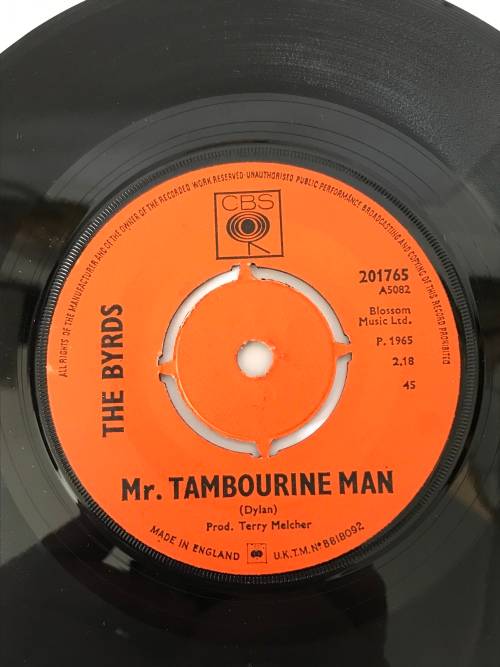 ALL RIGHTS OF THE MANUFACTURER AND OF THE OWNER OF THE RECORDED WORK RESERVED·UNAUTHORISED PUBLIC PERFORMANCE BROADCASTING AND COPYING OF THIS RECORD PROHIBITED
CBS
201765
A5082
Blossom
Music Ltd.
P. 1965
2.18
45
THE BYRDS
Mr. TAMBOURINE MAN
(Dylan)
Prod. Terry Melcher
MADE IN ENGLAND U.K.T.M. Nº B818092